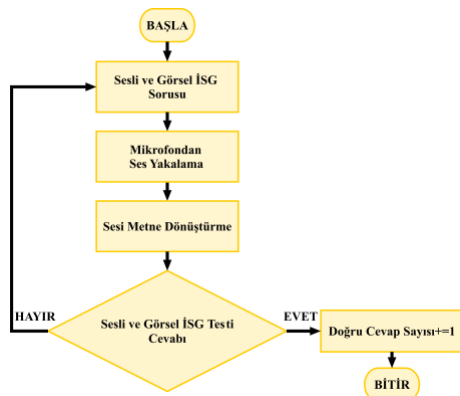 BAŞLA
Sesli ve Görsel İSG
Sorusu
Mikrofondan
Ses Yakalama
Sesi Metne Dönüştürme
HAYIR
Sesli ve Görsel İSG Testi
Cevabı
EVET
Doğru Cevap Sayısı+=1
BİTİR